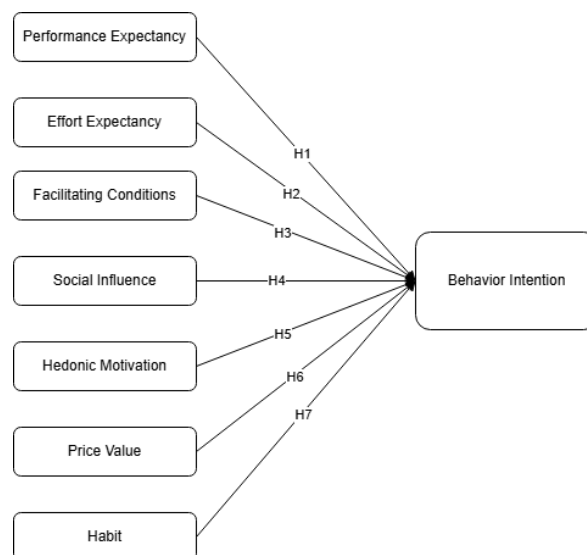 Performance Expectancy
Effort Expectancy
Facilitating Conditions
Social Influence
Hedonic Motivation
Price Value
Habit
H1
H2
H3
H4
H5
H6
H7
Behavior Intention